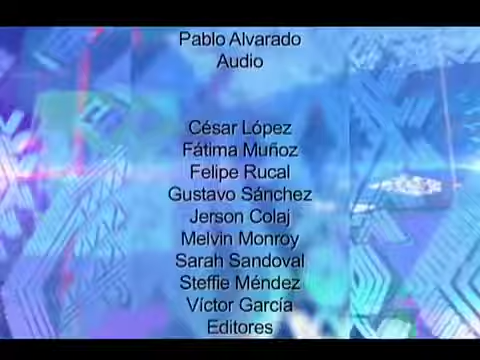 Pablo Alvarado
Audio
César López
Fátima Muñoz
Felipe Rucal
Gustavo Sánchez
Jerson Colaj
Melvin Monroy
Sarah Sandoval
Steffie Méndez
Víctor García
Editores